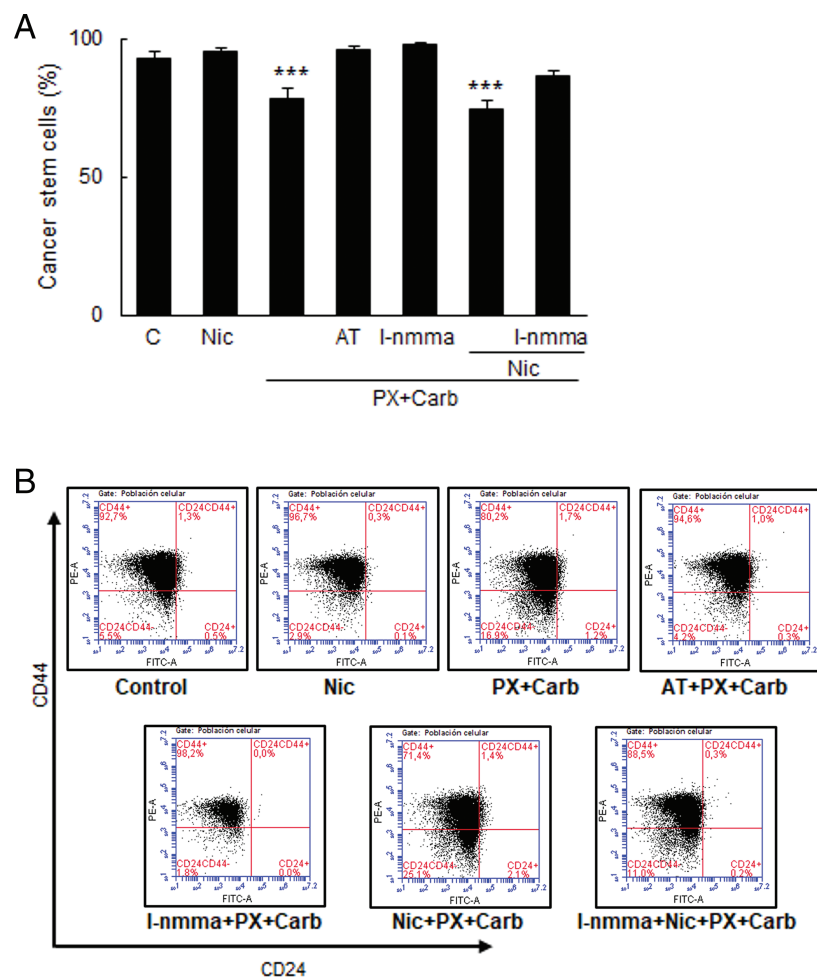 A
Cancer stem cells (%)
100
50
0
***
***
C Nic AT l-nmma l-nmma
Nic
PX+Carb
B
CD44
CD24
Gate: Población celular
CD44+ CD24CD44+
92,7% 1,3%
CD24CD44- CD24+
5.5% 0.5%
PE-A
FITC-A
Control
Gate: Población celular
CD44+ CD24CD44+
96,7% 0,3%
CD24CD44- CD24+
2.9% 0.1%
PE-A
FITC-A
Nic
Gate: Población celular
CD44+ CD24CD44+
80,2% 1,7%
CD24CD44- CD24+
16,9% 1,2%
PE-A
FITC-A
PX+Carb
Gate: Población celular
CD44+ CD24CD44+
94,6% 1,0%
CD24CD44- CD24+
4.2% 0.3%
PE-A
FITC-A
AT+PX+Carb
Gate: Población celular
CD44+ CD24CD44+
98,2% 0,0%
CD24CD44- CD24+
1.8% 0.0%
PE-A
FITC-A
l-nmma+PX+Carb
Gate: Población celular
CD44+ CD24CD44+
71,4% 1,4%
CD24CD44- CD24+
25,1% 2,1%
PE-A
FITC-A
Nic+PX+Carb
Gate: Población celular
CD44+ CD24CD44+
88,5% 0,3%
CD24CD44- CD24+
11,0% 0.2%
PE-A
FITC-A
l-nmma+Nic+PX+Carb